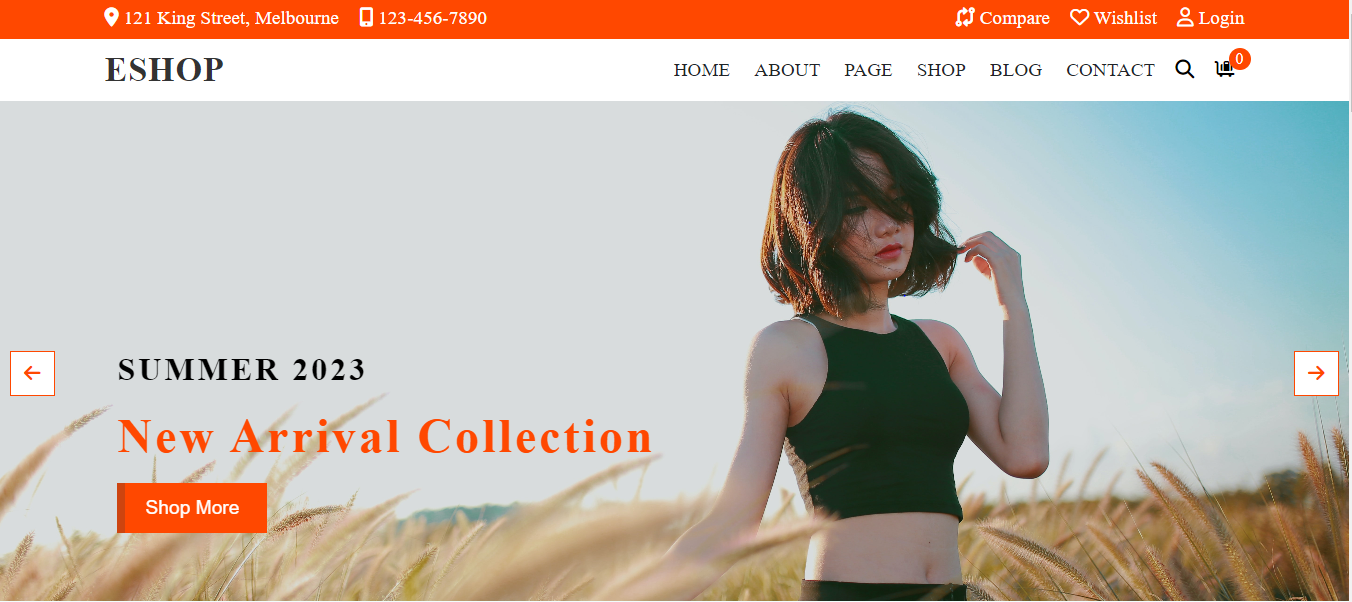 121 King Street, Melbourne 123-456-7890 Compare Wishlist Login
ESHOP HOME ABOUT PAGE SHOP BLOG CONTACT 0
SUMMER 2023
New Arrival Collection
Shop More